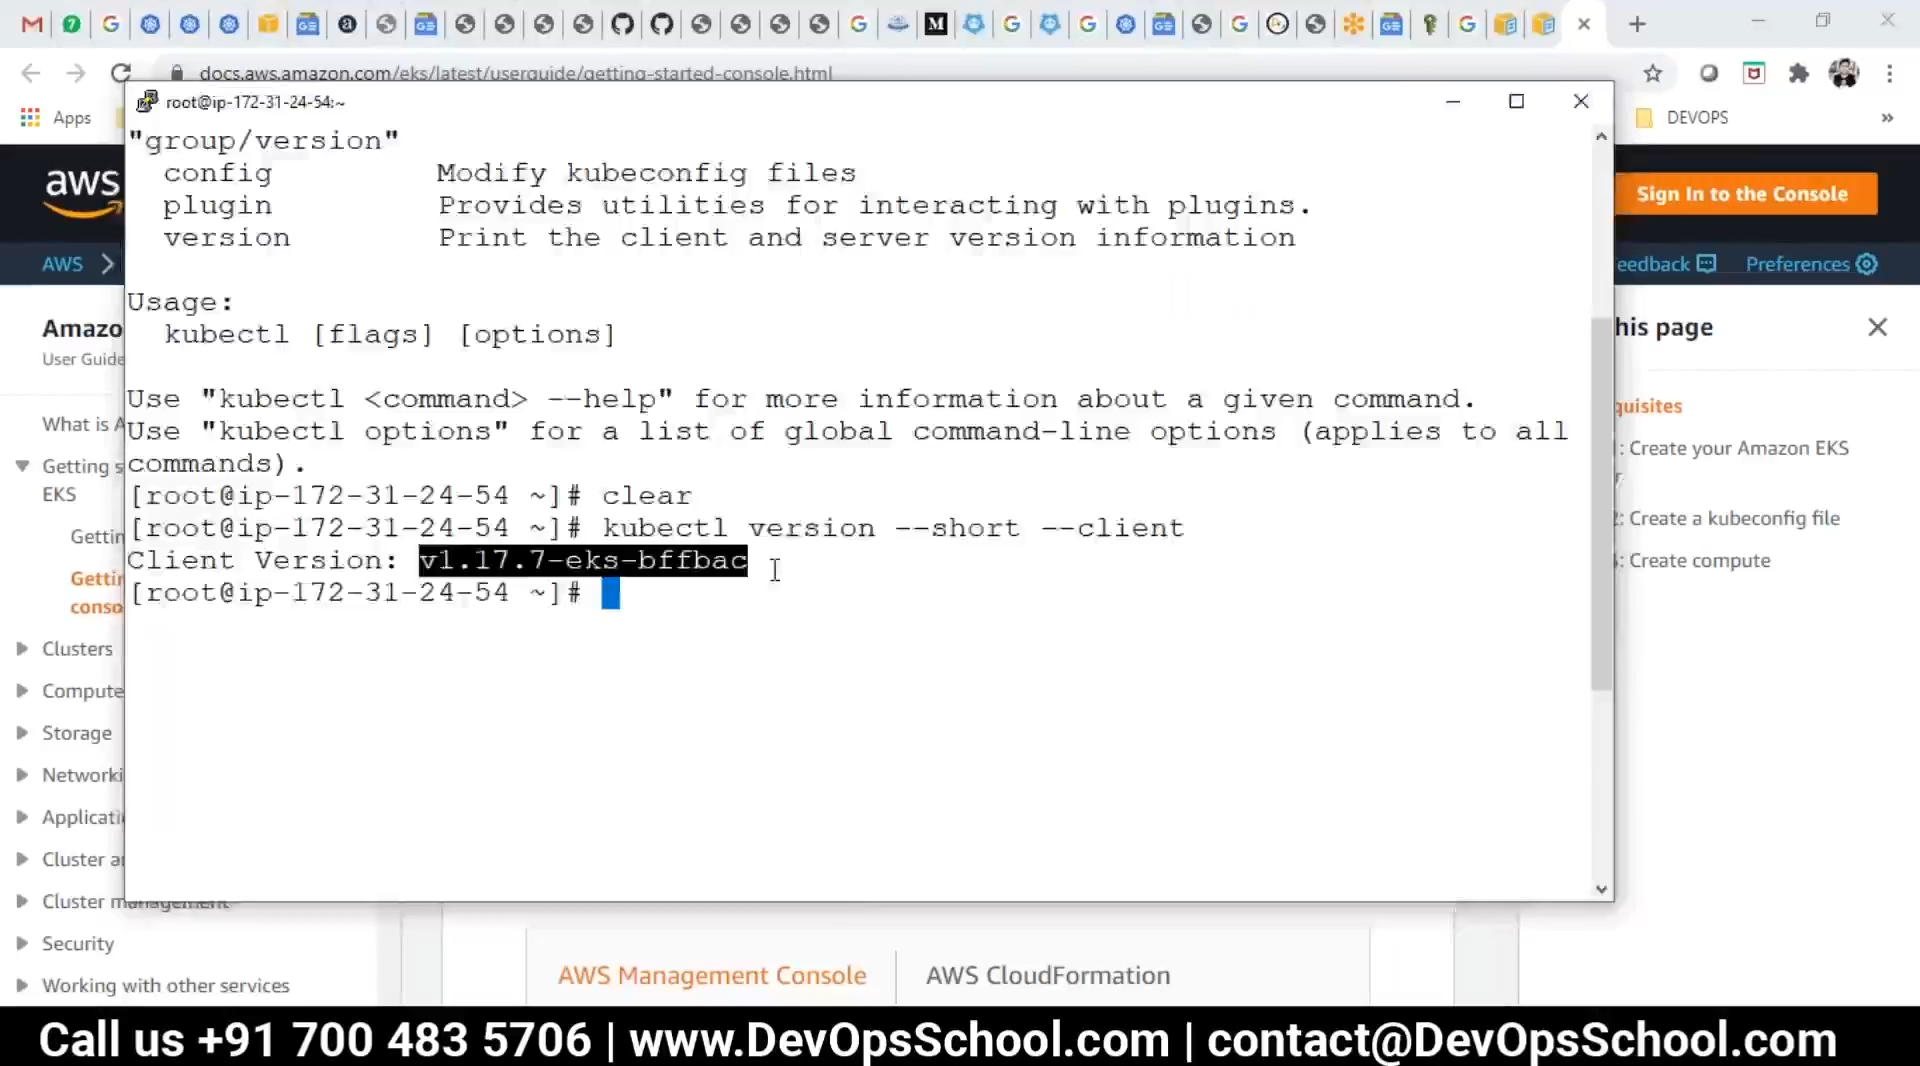 docs.aws.amazon.com/eks/latest/userguide/getting-started-console.html
root@ip-172-31-24-54:~
Apps
DEVOPS
»
aws
Sign In to the Console
AWS
eedback
Preferences
"group/version"
config Modify kubeconfig files
plugin Provides utilities for interacting with plugins.
version Print the client and server version information
Usage:
kubectl [flags] [options]
Use "kubectl <command> --help" for more information about a given command.
Use "kubectl options" for a list of global command-line options (applies to all
commands).
[root@ip-172-31-24-54 ~]# clear
[root@ip-172-31-24-54 ~]# kubectl version --short --client
Client Version: v1.17.7-eks-bffbac
[root@ip-172-31-24-54 ~]#
Amazo
User Guide
What is A
Getting s
EKS
Getting
Getti
conso
Clusters
Compute
Storage
Networki
Applicati
Cluster a
Cluster management
Security
Working with other services
his page
quisites
: Create your Amazon EKS
: Create a kubeconfig file
: Create compute
AWS Management Console
AWS CloudFormation
Call us +91 700 483 5706 | www.DevOpsSchool.com | contact@DevOpsSchool.com